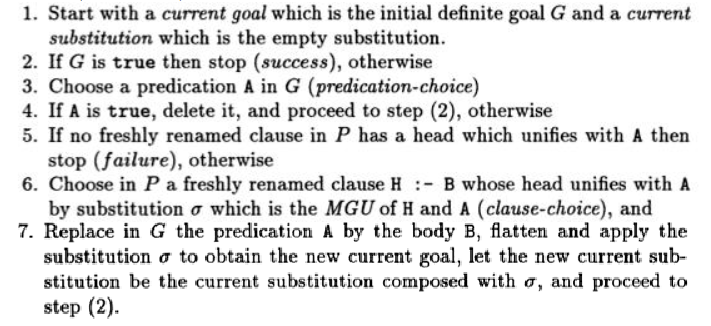 1. Start with a current goal which is the initial definite goal G and a current
substitution which is the empty substitution.
2. If G is true then stop (success), otherwise
3. Choose a predication A in G (predication-choice)
4. If A is true, delete it, and proceed to step (2), otherwise
5. If no freshly renamed clause in P has a head which unifies with A then
stop (failure), otherwise
6. Choose in P a freshly renamed clause H :- B whose head unifies with A
by substitution σ which is the MGU of H and A (clause-choice), and
7. Replace in G the predication A by the body B, flatten and apply the
substitution σ to obtain the new current goal, let the new current sub-
stitution be the current substitution composed with σ, and proceed to
step (2).